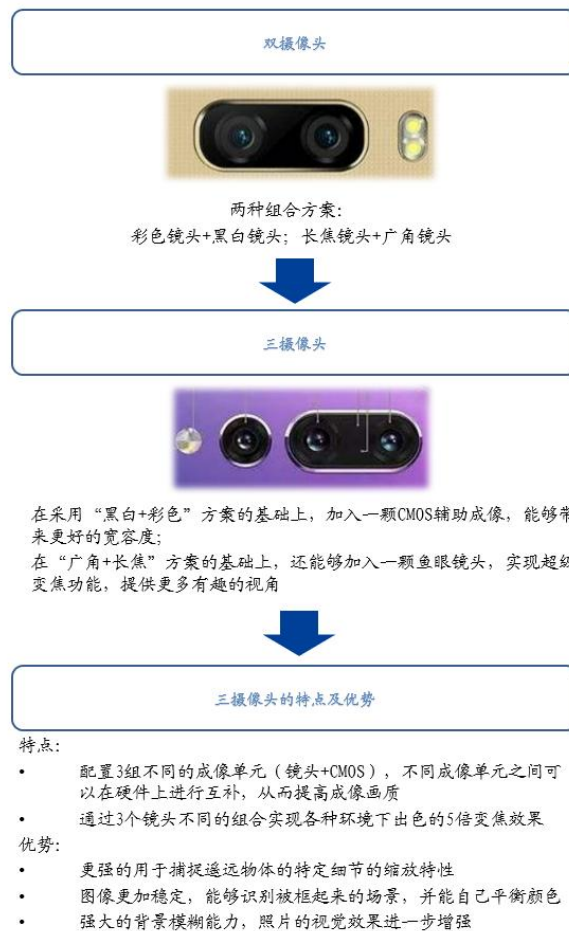 双摄像头
两种组合方案：
彩色镜头+黑白镜头；长焦镜头+广角镜头
三摄像头
在采用“黑白+彩色”方案的基础上，加入一颗CMOS辅助成像，能够带
来更好的宽容度；
在“广角+长焦”方案的基础上，还能够加入一颗鱼眼镜头，实现超级
变焦功能，提供更多有趣的视角
三摄像头的特点及优势
特点：
• 配置3组不同的成像单元（镜头+CMOS），不同成像单元之间可
以在硬件上进行互补，从而提高成像画质
• 通过3个镜头不同的组合实现各种环境下出色的5倍变焦效果
优势：
• 更强的用于捕捉遥远物体的特定细节的缩放特性
• 图像更加稳定，能够识别被框起来的场景，并能自己平衡颜色
• 强大的背景模糊能力，照片的视觉效果进一步增强